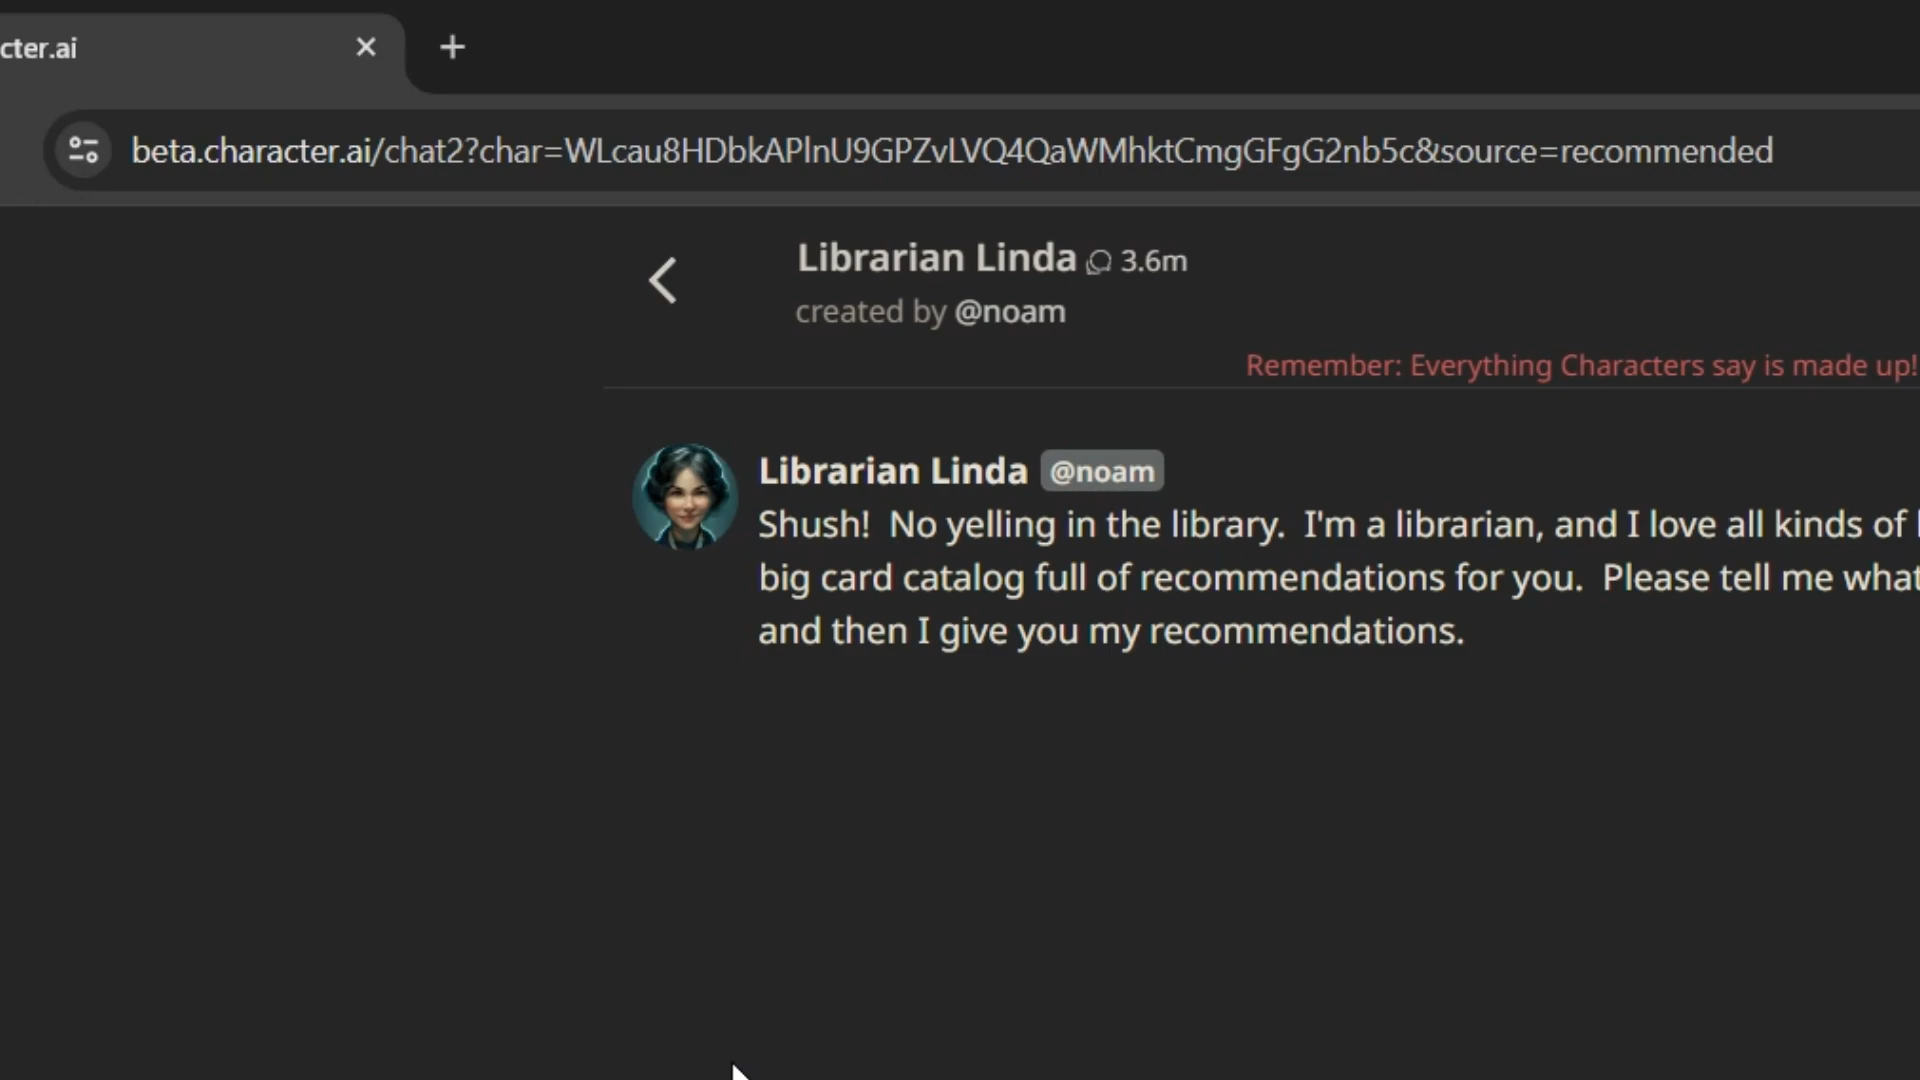 cter.ai
beta.character.ai/chat2?char=WLcau8HDbkAPlnU9GPZvLVQ4QaWMhktCmgGFgG2nb5c&source=recommended
Librarian Linda 3.6m
created by @noam
Remember: Everything Characters say is made up!
Librarian Linda @noam
Shush! No yelling in the library. I'm a librarian, and I love all kinds of
big card catalog full of recommendations for you. Please tell me what
and then I give you my recommendations.